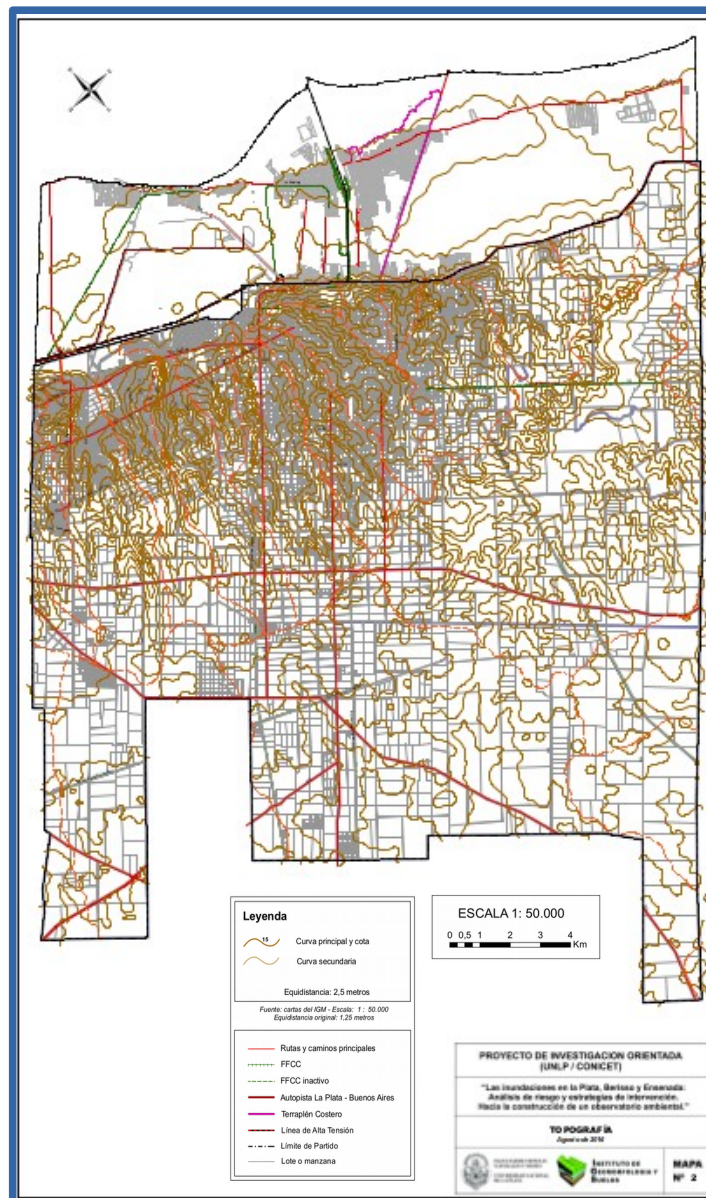 Leyenda
15
Curva principal y cota
Curva secundaria
Equidistancia: 2,5 metros
Fuente: cartas del IGM - Escala: 1 : 50.000
Equidistancia original: 1,25 metros
Rutas y caminos principales
FFCC
FFCC inactivo
Autopista La Plata - Buenos Aires
Terraplén Costero
Línea de Alta Tensión
Límite de Partido
Lote o manzana
ESCALA 1: 50.000
0 0,5 1 2 3 4
Km
PROYECTO DE INVESTIGACION ORIENTADA
(UNLP / CONICET)
"Las inundaciones en la Plata, Berisso y Ensenada:
Análisis de riesgo y estrategias de intervención.
Hacia la construcción de un observatorio ambiental."
TOPOGRAFÍA
Agosto de 2016
INSTITUTO DE
GEOMORFOLOGIA Y
SUELOS
MAPA
Nº 2